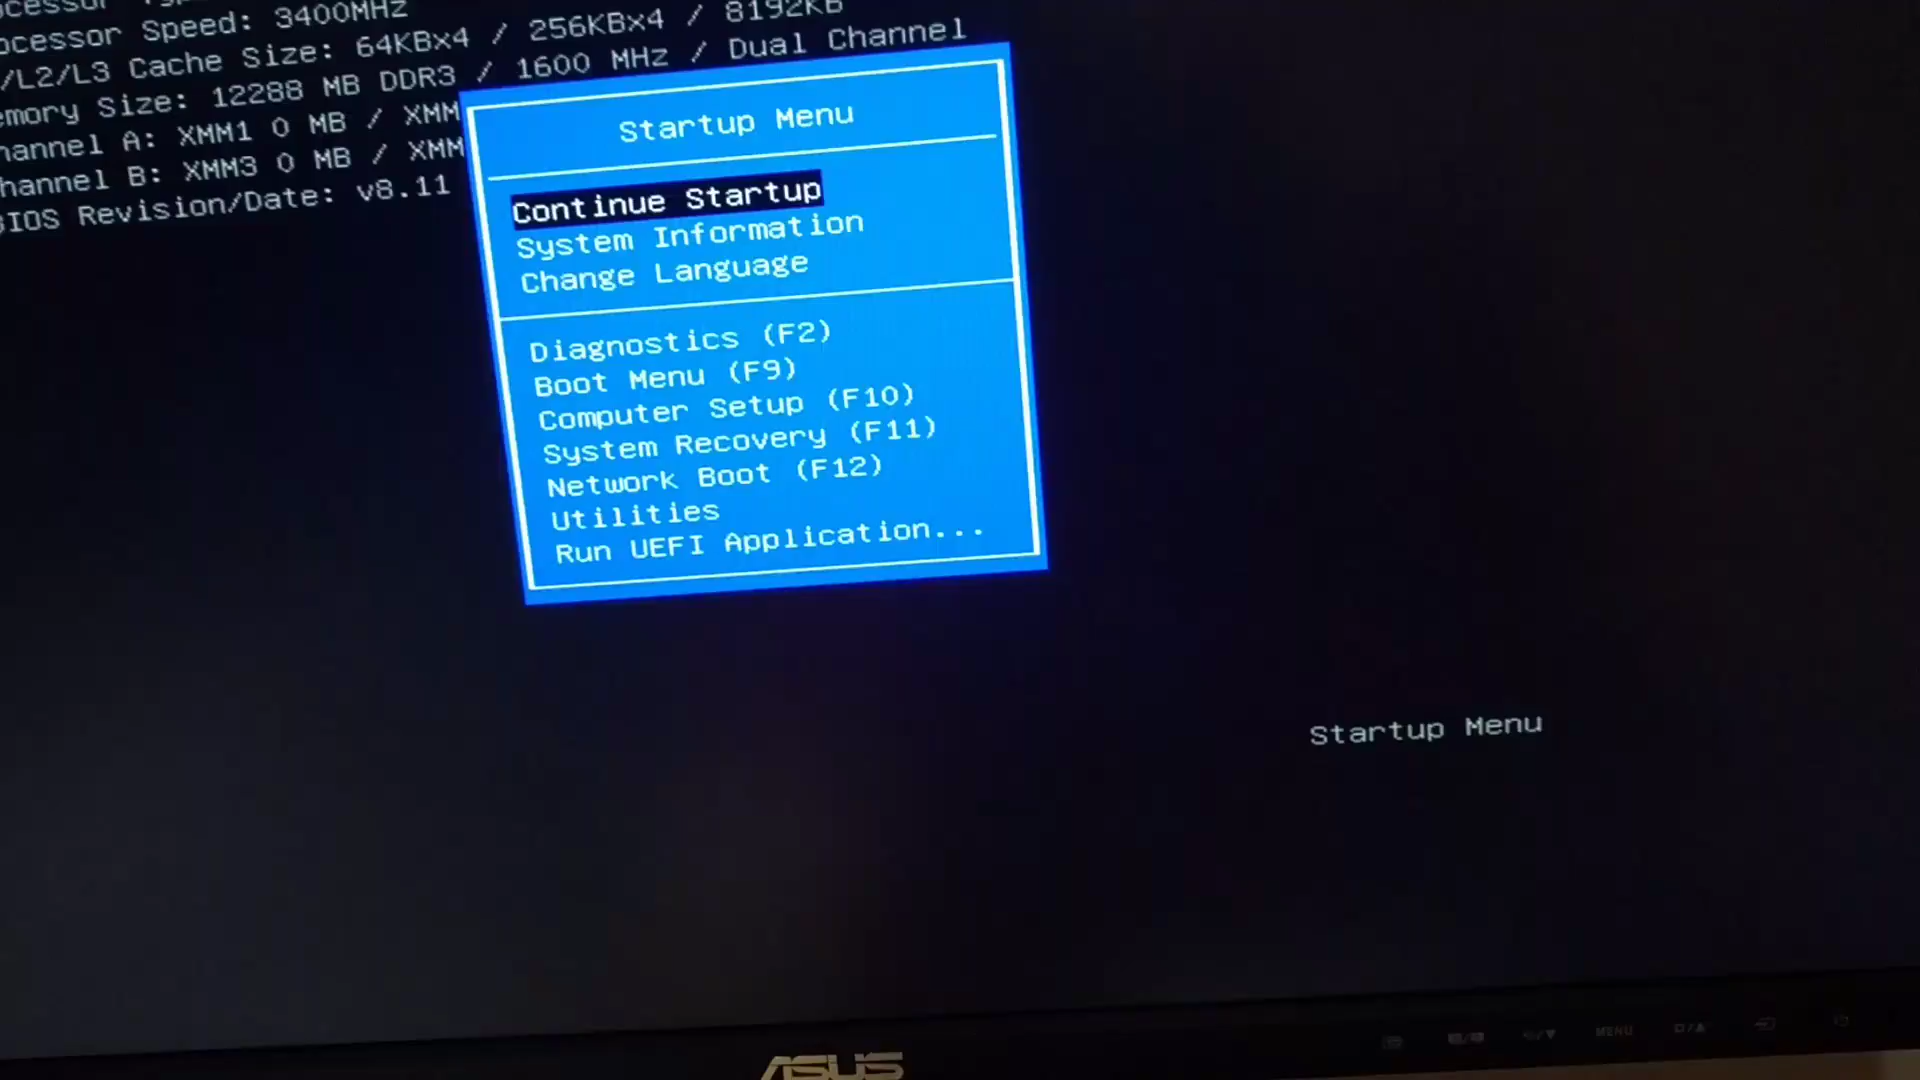 ocessor Speed: 3400MHz
/L2/L3 Cache Size: 64KBx4 / 256KBx4 / 8192KB
emory Size: 12288 MB DDR3 / 1600 MHz / Dual Channel
hannel A: XMM1 0 MB / XMM
hannel B: XMM3 0 MB / XMM
BIOS Revision/Date: v8.11
Startup Menu
Continue Startup
System Information
Change Language
Diagnostics (F2)
Boot Menu (F9)
Computer Setup (F10)
System Recovery (F11)
Network Boot (F12)
Utilities
Run UEFI Application...
Startup Menu
MENU
ASUS